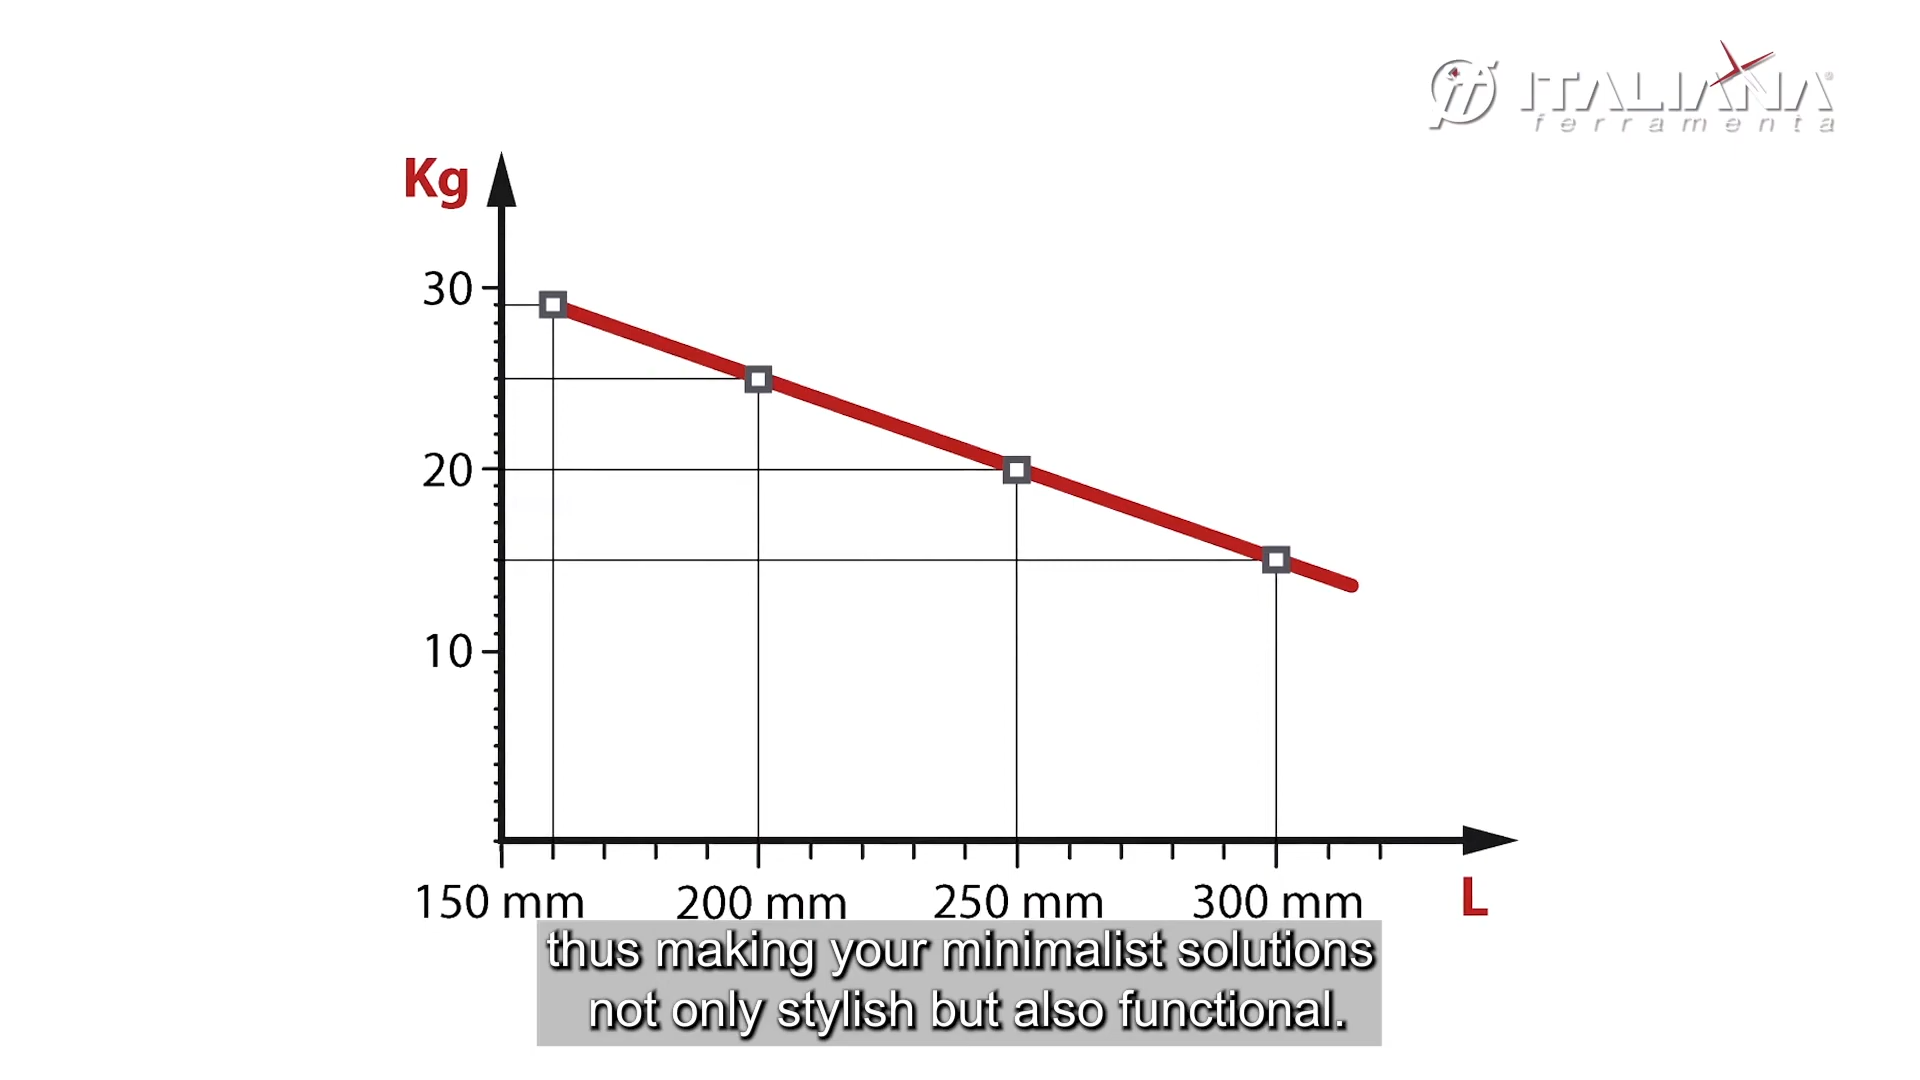 ITALIANA
ferramenta
Kg
30
20
10
150 mm
200 mm
250 mm
300 mm
L
thus making your minimalist solutions
not only stylish but also functional.